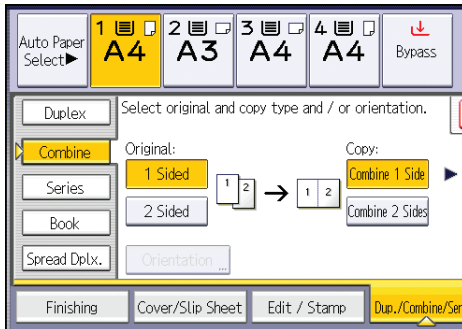 Auto Paper
Select▶
1
A4
2
A3
3
A4
4
A4
Bypass
Duplex
Select original and copy type and / or orientation.
Combine
Original:
Copy:
1 Sided
1 2 → 1 2
Combine 1 Side
Series
2 Sided
Combine 2 Sides
Book
Spread Dplx.
Orientation ...
Finishing
Cover/Slip Sheet
Edit / Stamp
Dup./Combine/Ser